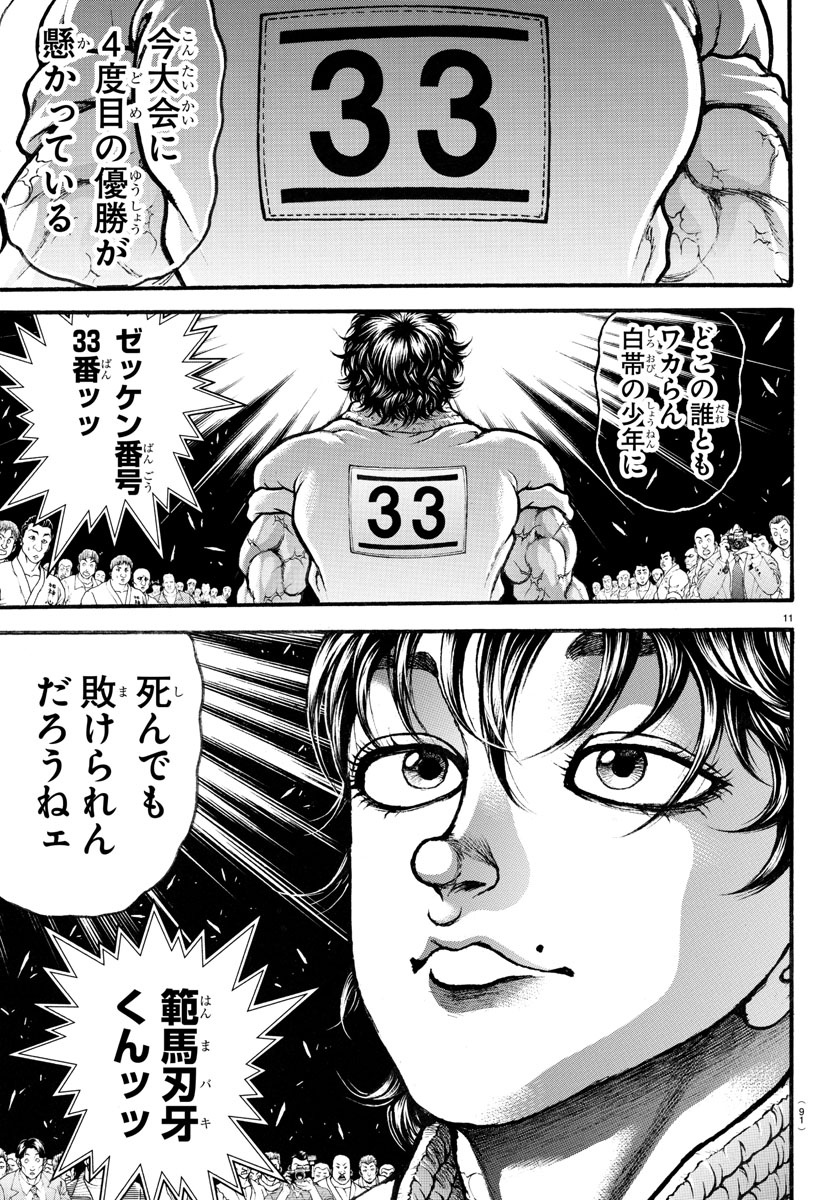 今大会に
４度目の優勝が
懸かっている
33
どこの誰とも
ワカらん
白帯の少年に
ゼッケン番号
33番ッッ
33
11
死んでも
敗けられん
だろうねェ
範馬刃牙
くんッッ
(91)